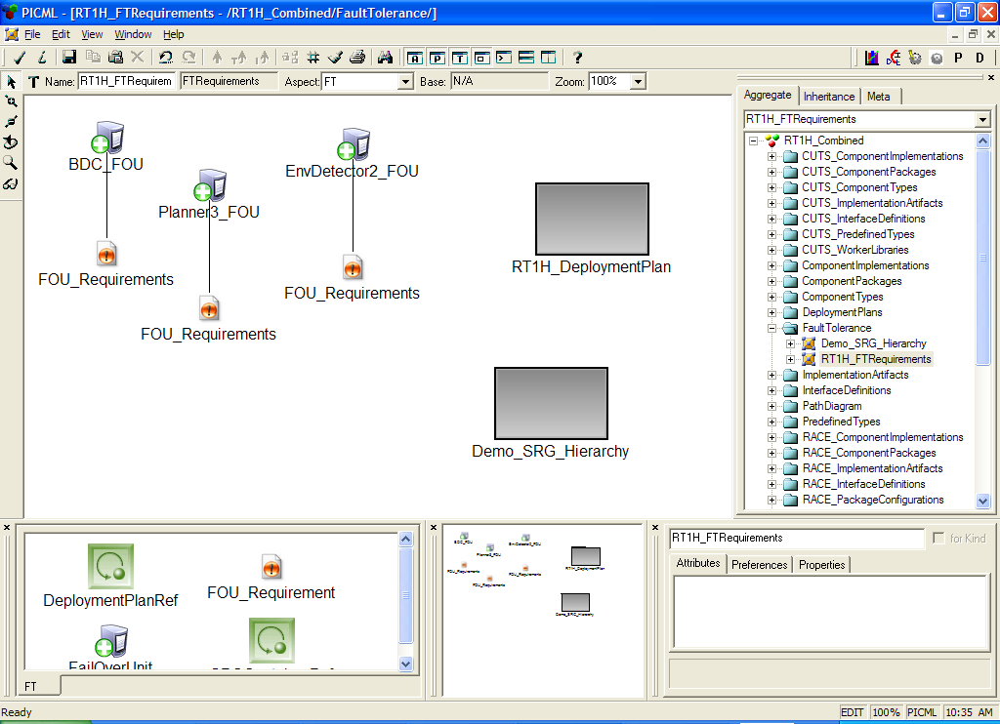 PICML - [RT1H_FTRequirements - /RT1H_Combined/FaultTolerance/]
File Edit View Window Help
A P T P D
T Name: RT1H_FTRequirem FTRequirements Aspect: FT Base: N/A Zoom: 100%
BDC_FOU
Planner3_FOU
EnvDetector2_FOU
FOU_Requirements
FOU_Requirements
FOU_Requirements
RT1H_DeploymentPlan
Demo_SRG_Hierarchy
Aggregate Inheritance Meta
RT1H_FTRequirements
RT1H_Combined
CUTS_ComponentImplementations
CUTS_ComponentPackages
CUTS_ComponentTypes
CUTS_ImplementationArtifacts
CUTS_InterfaceDefinitions
CUTS_PredefinedTypes
CUTS_WorkerLibraries
ComponentImplementations
ComponentPackages
ComponentTypes
DeploymentPlans
FaultTolerance
Demo_SRG_Hierarchy
RT1H_FTRequirements
ImplementationArtifacts
InterfaceDefinitions
PathDiagram
PredefinedTypes
RACE_ComponentImplementations
RACE_ComponentPackages
RACE_ImplementationArtifacts
RACE_InterfaceDefinitions
RACE_PackageConfigurations
DeploymentPlanRef
FOU_Requirement
FailOverUnit
FT
BDC_FOU
Planner3_FOU
EnvDetector2_FOU
FOU_Requirements
FOU_Requirements
FOU_Requirements
RT1H_DeploymentPlan
Demo_SRG_Hierarchy
RT1H_FTRequirements for Kind
Attributes Preferences Properties
Ready EDIT 100% PICML 10:35 AM